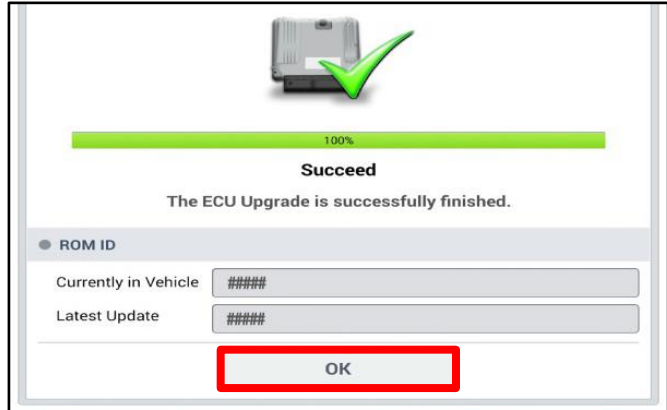 100%
Succeed
The ECU Upgrade is successfully finished.
ROM ID
Currently in Vehicle #####
Latest Update #####
OK